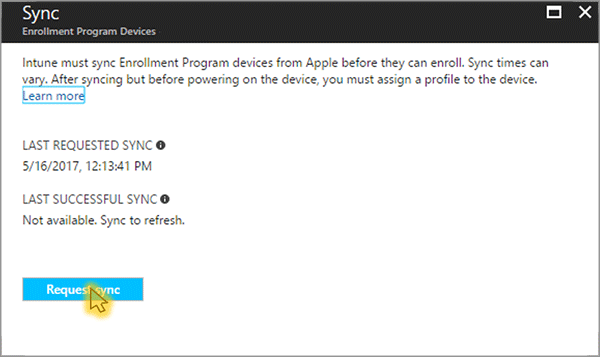 Sync
Enrollment Program Devices
Intune must sync Enrollment Program devices from Apple before they can enroll. Sync times can
vary. After syncing but before powering on the device, you must assign a profile to the device.
Learn more
LAST REQUESTED SYNC
5/16/2017, 12:13:41 PM
LAST SUCCESSFUL SYNC
Not available. Sync to refresh.
Request sync